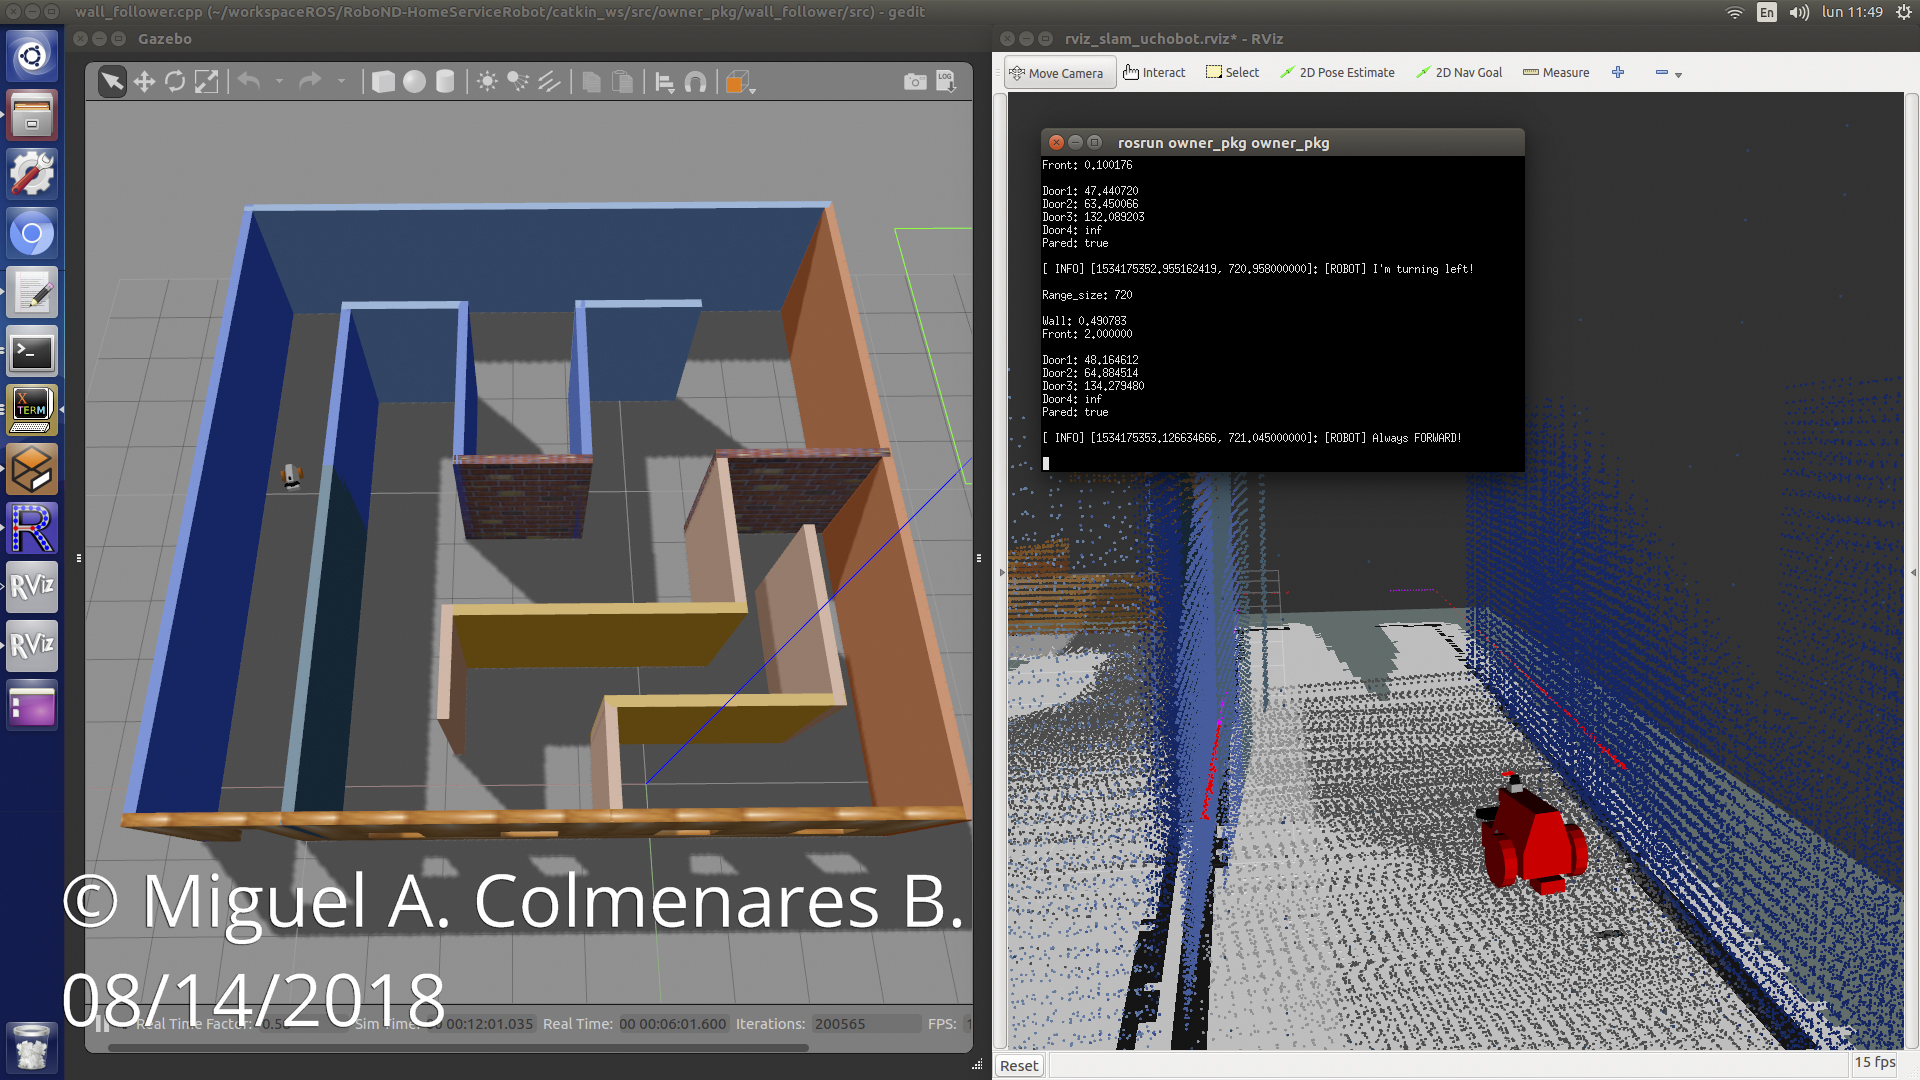 wall_follower.cpp (~/workspaceROS/RoboND-HomeServiceRobot/catkin_ws/src/owner_pkg/wall_follower/src) - gedit
En
lun 11:49
Gazebo
LOG
rviz_slam_uchobot.rviz* - RViz
Move Camera
Interact
Select
2D Pose Estimate
2D Nav Goal
Measure
rosrun owner_pkg owner_pkg
Front: 0.100176
Door1: 47.440720
Door2: 63.450066
Door3: 132.089203
Door4: inf
Pared: true
[ INFO] [1534175352.955162419, 720.958000000]: [ROBOT] I'm turning left!
Range_size: 720
Wall: 0.490783
Front: 2.000000
Door1: 48.164612
Door2: 64.884514
Door3: 134.279480
Door4: inf
Pared: true
[ INFO] [1534175353.126634666, 721.045000000]: [ROBOT] Always FORWARD!
X
TERM
R
RViz
RViz
© Miguel A. Colmenares B.
08/14/2018
Real Time Factor:
Sim Time:
00:12:01.035
Real Time:
00 00:06:01.600
Iterations:
200565
FPS:
Reset
15 fps